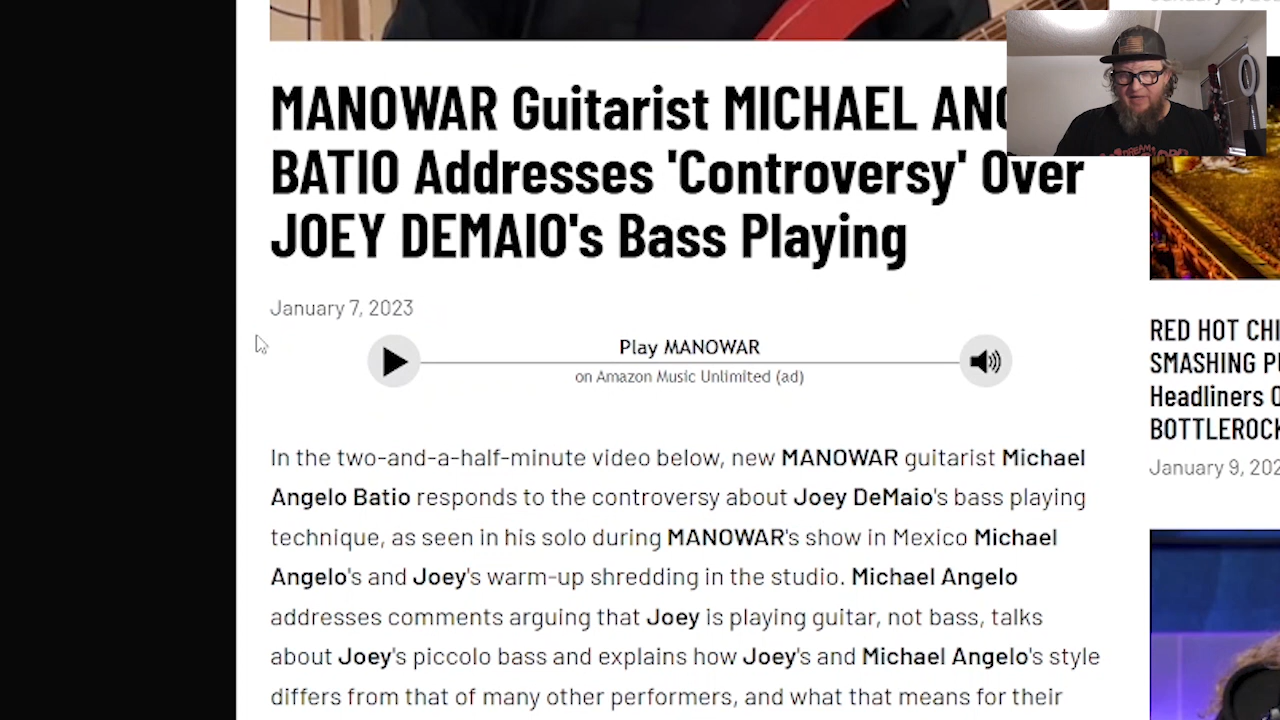 MANOWAR Guitarist MICHAEL
BATIO Addresses 'Controversy' Over
JOEY DEMAIO's Bass Playing
January 7, 2023
Play MANOWAR
on Amazon Music Unlimited (ad)
In the two-and-a-half-minute video below, new MANOWAR guitarist Michael
Angelo Batio responds to the controversy about Joey DeMaio's bass playing
technique, as seen in his solo during MANOWAR's show in Mexico Michael
Angelo's and Joey's warm-up shredding in the studio. Michael Angelo
addresses comments arguing that Joey is playing guitar, not bass, talks
about Joey's piccolo bass and explains how Joey's and Michael Angelo's style
differs from that of many other performers, and what that means for their
RED HOT CHI
SMASHING PU
Headliners O
BOTTLEROCK
January 9, 202